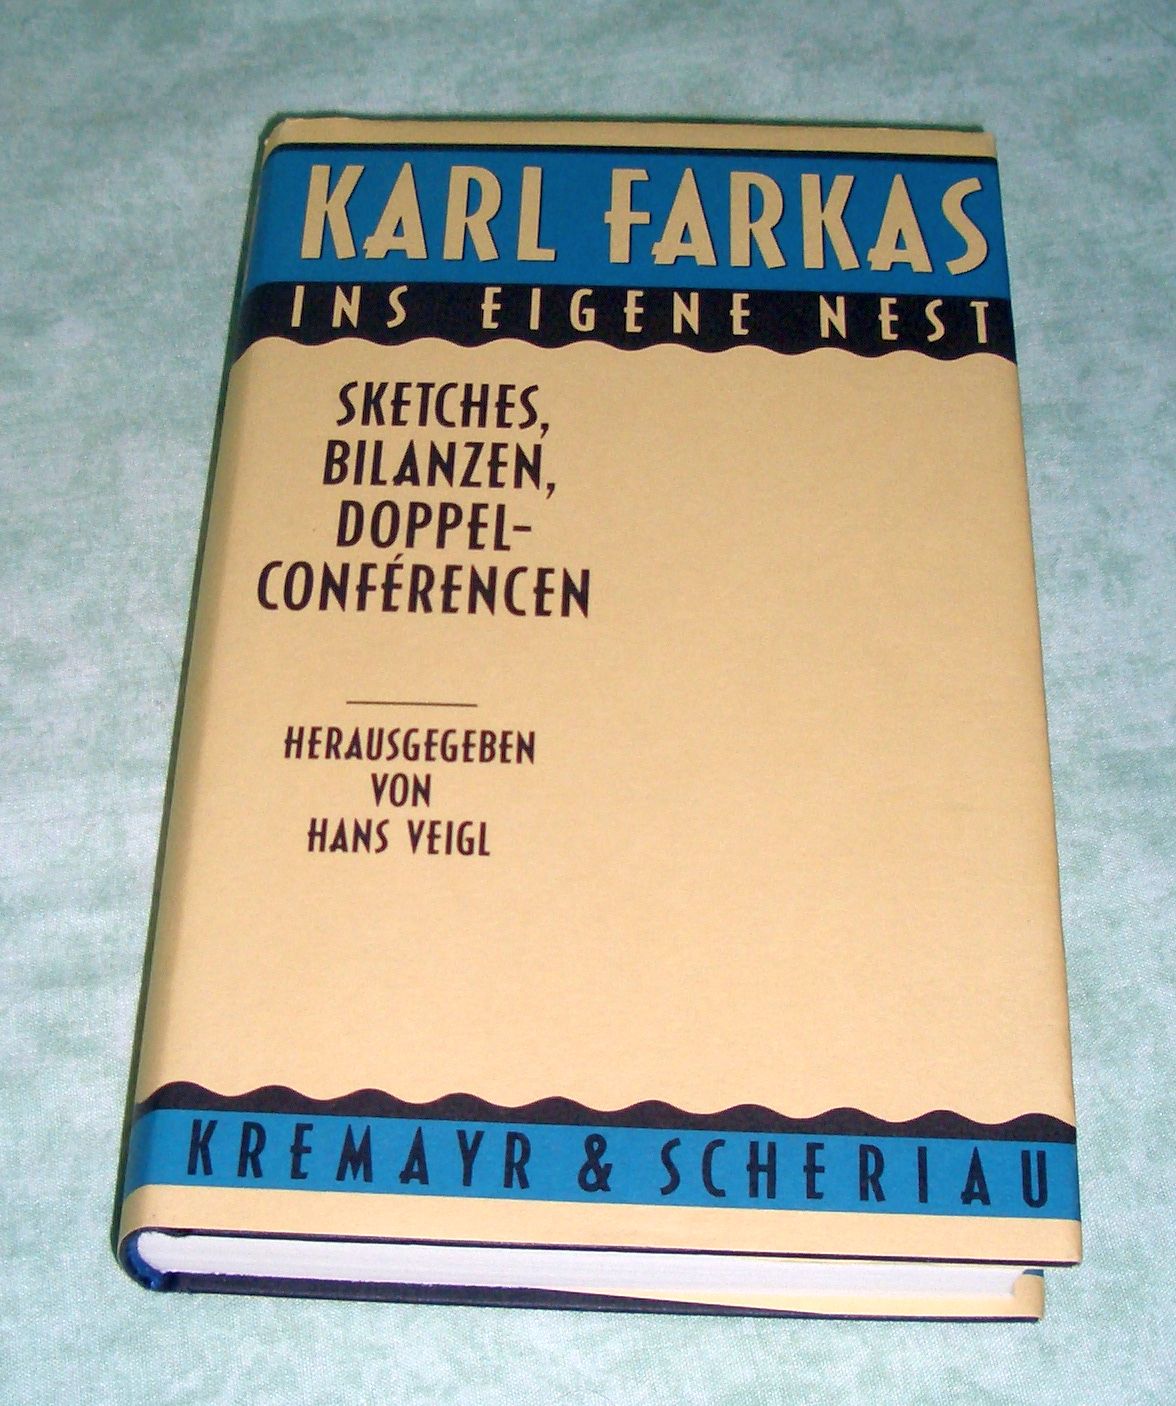 KARL FARKAS
INS EIGENE NEST
SKETCHES,
BILANZEN,
DOPPEL-
CONFÉRENCEN
HERAUSGEGEBEN
VON
HANS VEIGL
KREMAYR & SCHERIAU